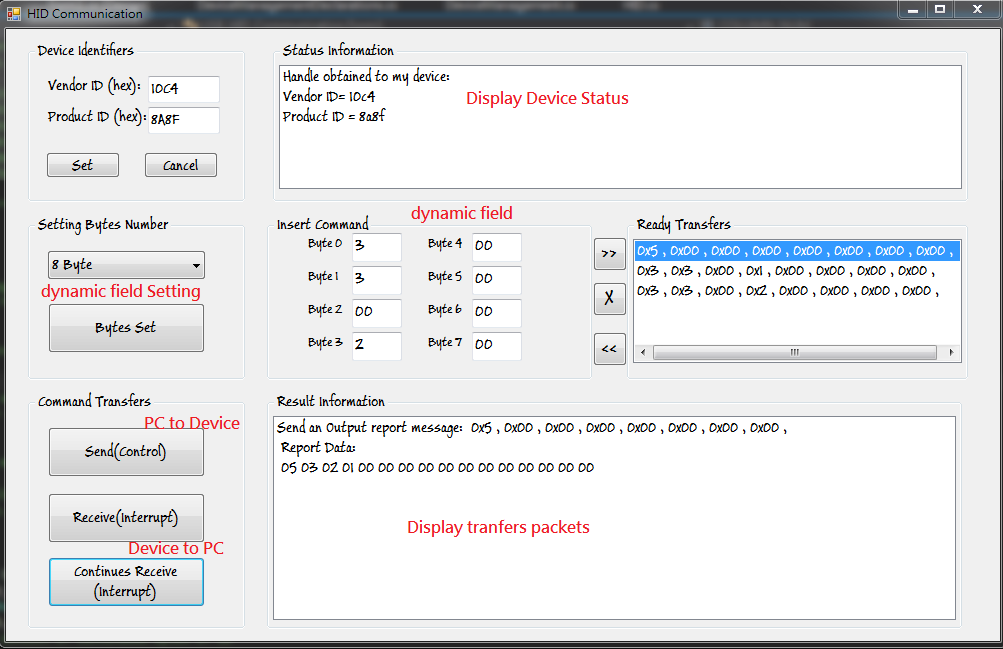 HID Communication
Device Identifiers
Vendor ID (hex): 10C4
Product ID (hex): 8A8F
Set Cancel
Status Information
Handle obtained to my device:
Vendor ID= 10c4
Product ID = 8a8f
Display Device Status
Setting Bytes Number
8 Byte
dynamic field Setting
Bytes Set
Insert Command
dynamic field
Byte 0 3 Byte 4 00
Byte 1 3 Byte 5 00
Byte 2 00 Byte 6 00
Byte 3 2 Byte 7 00
>>
X
<<
Ready Transfers
0x5 , 0x00 , 0x00 , 0x00 , 0x00 , 0x00 , 0x00 , 0x00 ,
0x3 , 0x3 , 0x00 , 0x1 , 0x00 , 0x00 , 0x00 , 0x00 ,
0x3 , 0x3 , 0x00 , 0x2 , 0x00 , 0x00 , 0x00 , 0x00 ,
Command Transfers
PC to Device
Send(Control)
Receive(Interrupt)
Device to PC
Continues Receive
(Interrupt)
Result Information
Send an Output report message: 0x5 , 0x00 , 0x00 , 0x00 , 0x00 , 0x00 , 0x00 , 0x00 ,
Report Data:
05 03 02 01 00 00 00 00 00 00 00 00 00 00 00 00
Display tranfers packets